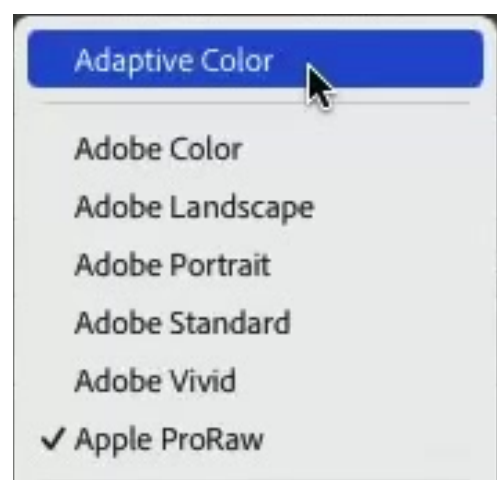 Adaptive Color
Adobe Color
Adobe Landscape
Adobe Portrait
Adobe Standard
Adobe Vivid
✓ Apple ProRaw